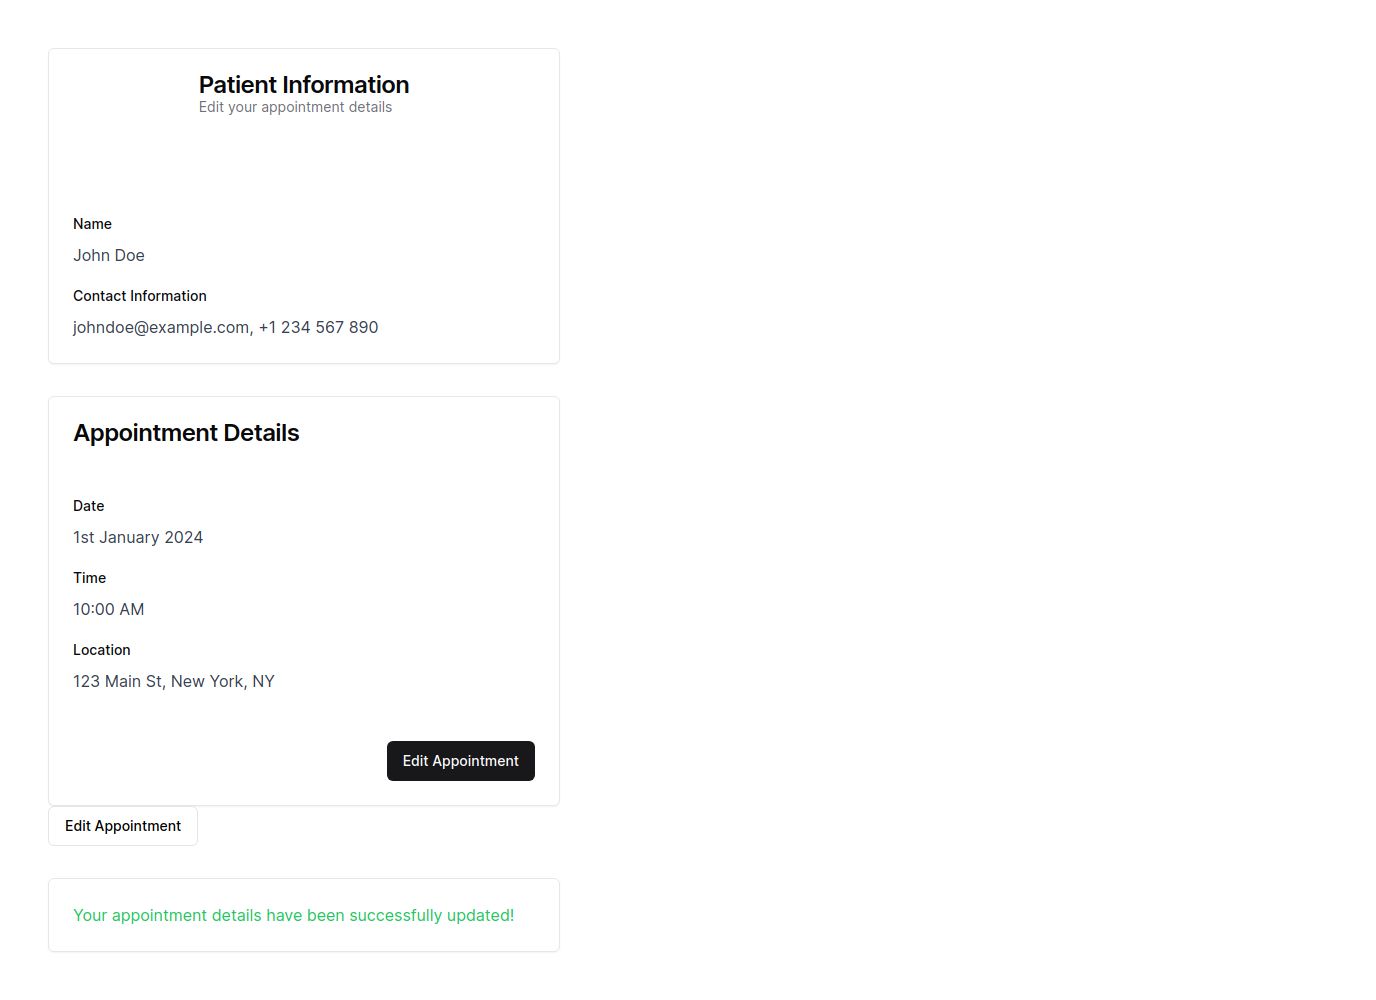 Patient Information
Edit your appointment details
Name
John Doe
Contact Information
johndoe@example.com, +1 234 567 890
Appointment Details
Date
1st January 2024
Time
10:00 AM
Location
123 Main St, New York, NY
Edit Appointment
Edit Appointment
Your appointment details have been successfully updated!